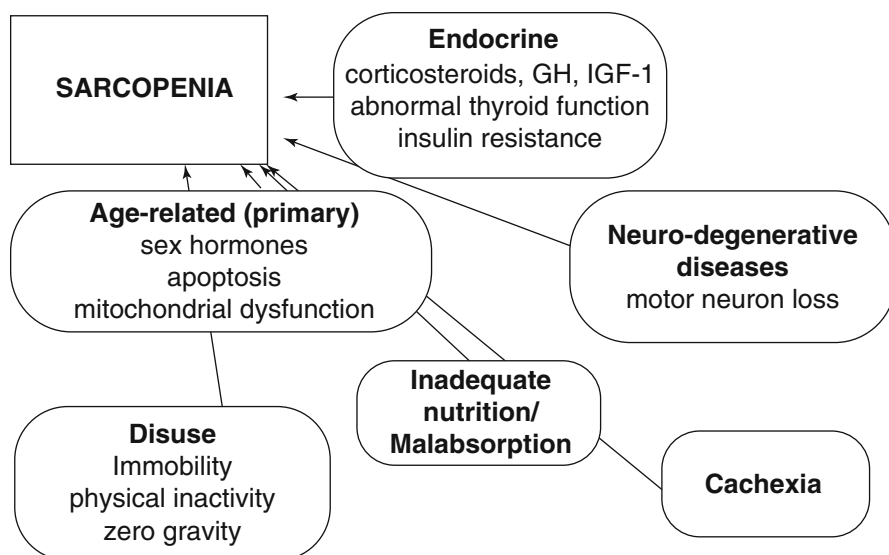 SARCOPENIA
Endocrine
corticosteroids, GH, IGF-1
abnormal thyroid function
insulin resistance
Age-related (primary)
sex hormones
apoptosis
mitochondrial dysfunction
Neuro-degenerative
diseases
motor neuron loss
Inadequate
nutrition/
Malabsorption
Disuse
Immobility
physical inactivity
zero gravity
Cachexia